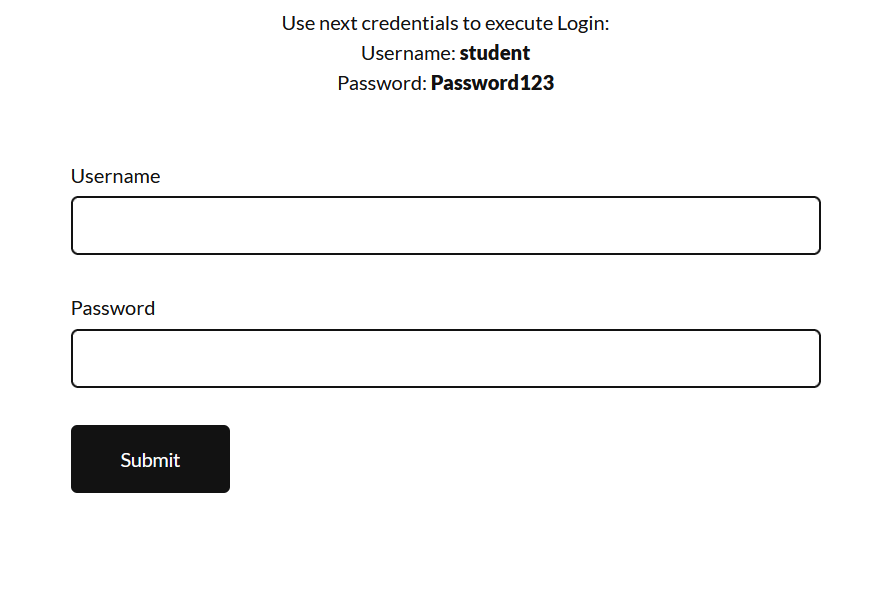 Use next credentials to execute Login:
Username: student
Password: Password123
Username
Password
Submit